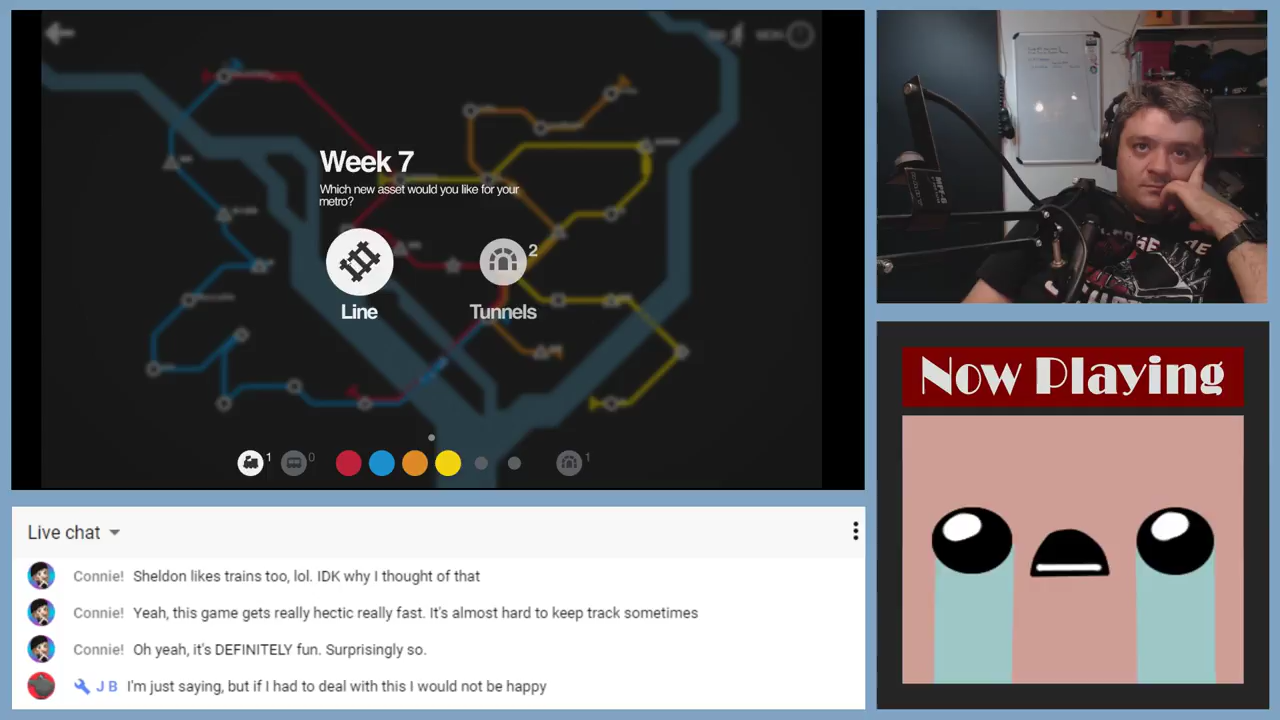 Week 7
Which new asset would you like for your
metro?
2
Line
Tunnels
1
0
1
Now Playing
Live chat
Connie! Sheldon likes trains too, lol. IDK why I thought of that
Connie! Yeah, this game gets really hectic really fast. It's almost hard to keep track sometimes
Connie! Oh yeah, it's DEFINITELY fun. Surprisingly so.
J B I'm just saying, but if I had to deal with this I would not be happy